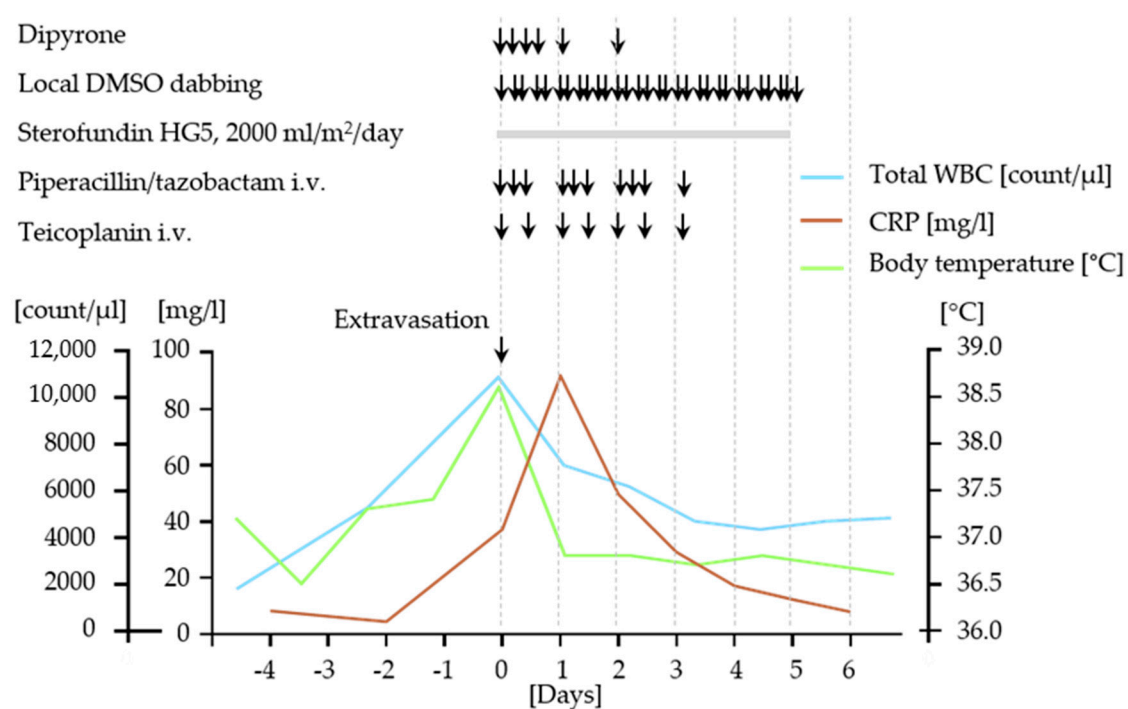 Dipyrone
Local DMSO dabbing
Sterofundin HG5, 2000 ml/m²/day
Piperacillin/tazobactam i.v.
Teicoplanin i.v.
Total WBC [count/µl]
CRP [mg/l]
Body temperature [°C]
[count/µl] [mg/l] Extravasation [°C]
12,000 100 39.0
10,000 80 38.5
8000 60 38.0
6000 40 37.5
4000 20 37.0
2000 0 36.5
0 36.0
-4 -3 -2 -1 0 1 2 3 4 5 6
[Days]